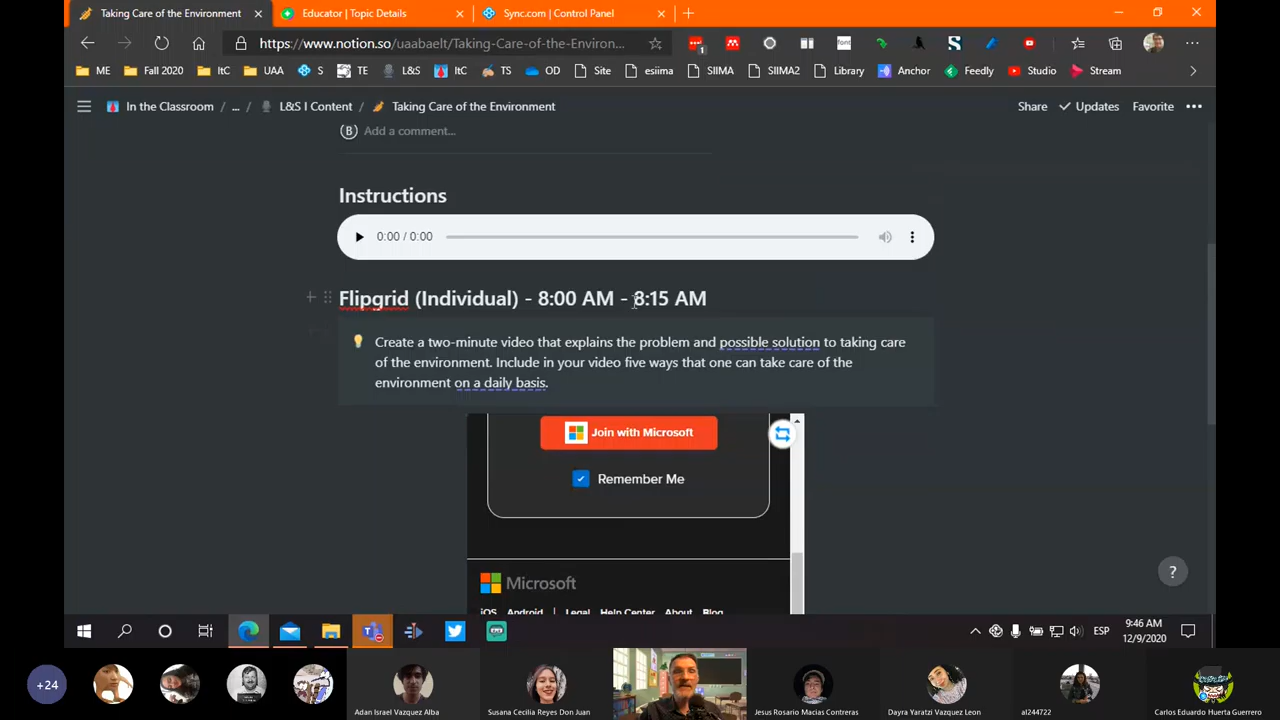 Taking Care of the Environment
Educator | Topic Details
Sync.com | Control Panel
https://www.notion.so/uaabaelt/Taking-Care-of-the-Environ...
1
font
ME
Fall 2020
ItC
UAA
S
TE
L&S
ItC
TS
OD
Site
esiima
SIIMA
SIIMA2
Library
Anchor
Feedly
Studio
Stream
In the Classroom / ... / L&S I Content / Taking Care of the Environment
Share
Updates
Favorite
B
Add a comment...
Instructions
0:00 / 0:00
Flipgrid (Individual) - 8:00 AM - 8:15 AM
Create a two-minute video that explains the problem and possible solution to taking care
of the environment. Include in your video five ways that one can take care of the
environment on a daily basis.
Join with Microsoft
Remember Me
Microsoft
iOS Android | Legal Help Center About Blog
?
ESP
9:46 AM
12/9/2020
+24
Adan Israel Vazquez Alba
Susana Cecilia Reyes Don Juan
Jesus Rosario Macias Contreras
Dayra Yaratzi Vazquez Leon
al244722
Carlos Eduardo Huerta Guerrero